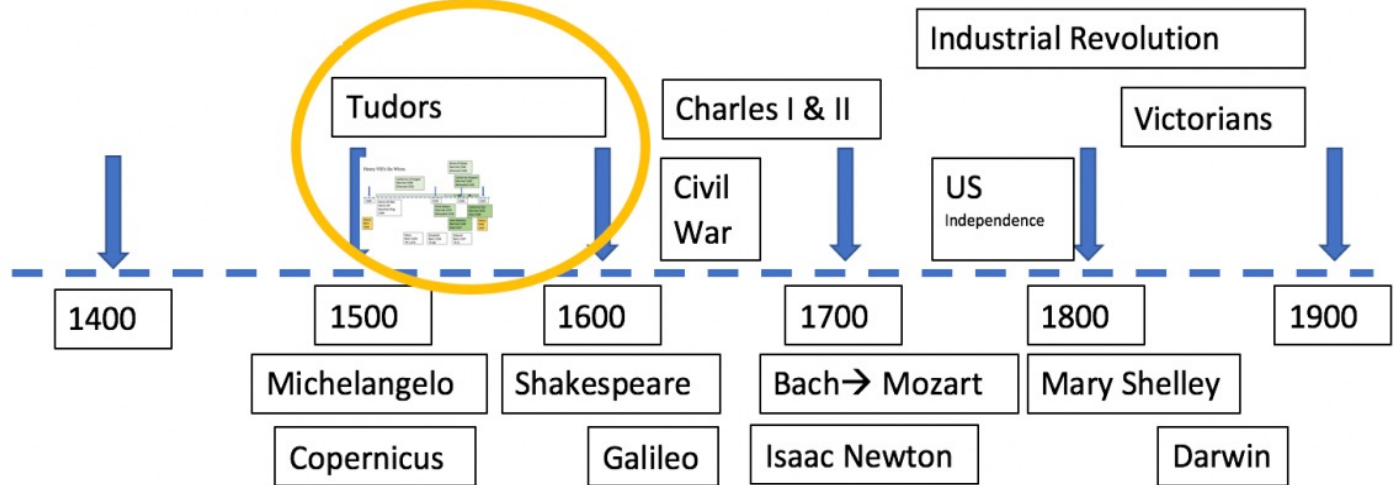 Industrial Revolution
Tudors
Charles I & II
Victorians
Civil
War
US
Independence
1400
1500
1600
1700
1800
1900
Michelangelo
Shakespeare
Bach→ Mozart
Mary Shelley
Copernicus
Galileo
Isaac Newton
Darwin